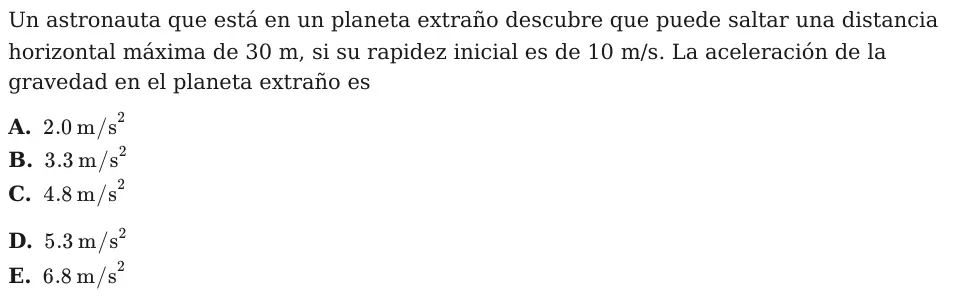 Un astronauta que está en un planeta extraño descubre que puede saltar una distancia
horizontal máxima de 30 m, si su rapidez inicial es de 10 m/s. La aceleración de la
gravedad en el planeta extraño es
A. 2.0 m/s²
B. 3.3 m/s²
C. 4.8 m/s²
D. 5.3 m/s²
E. 6.8 m/s²